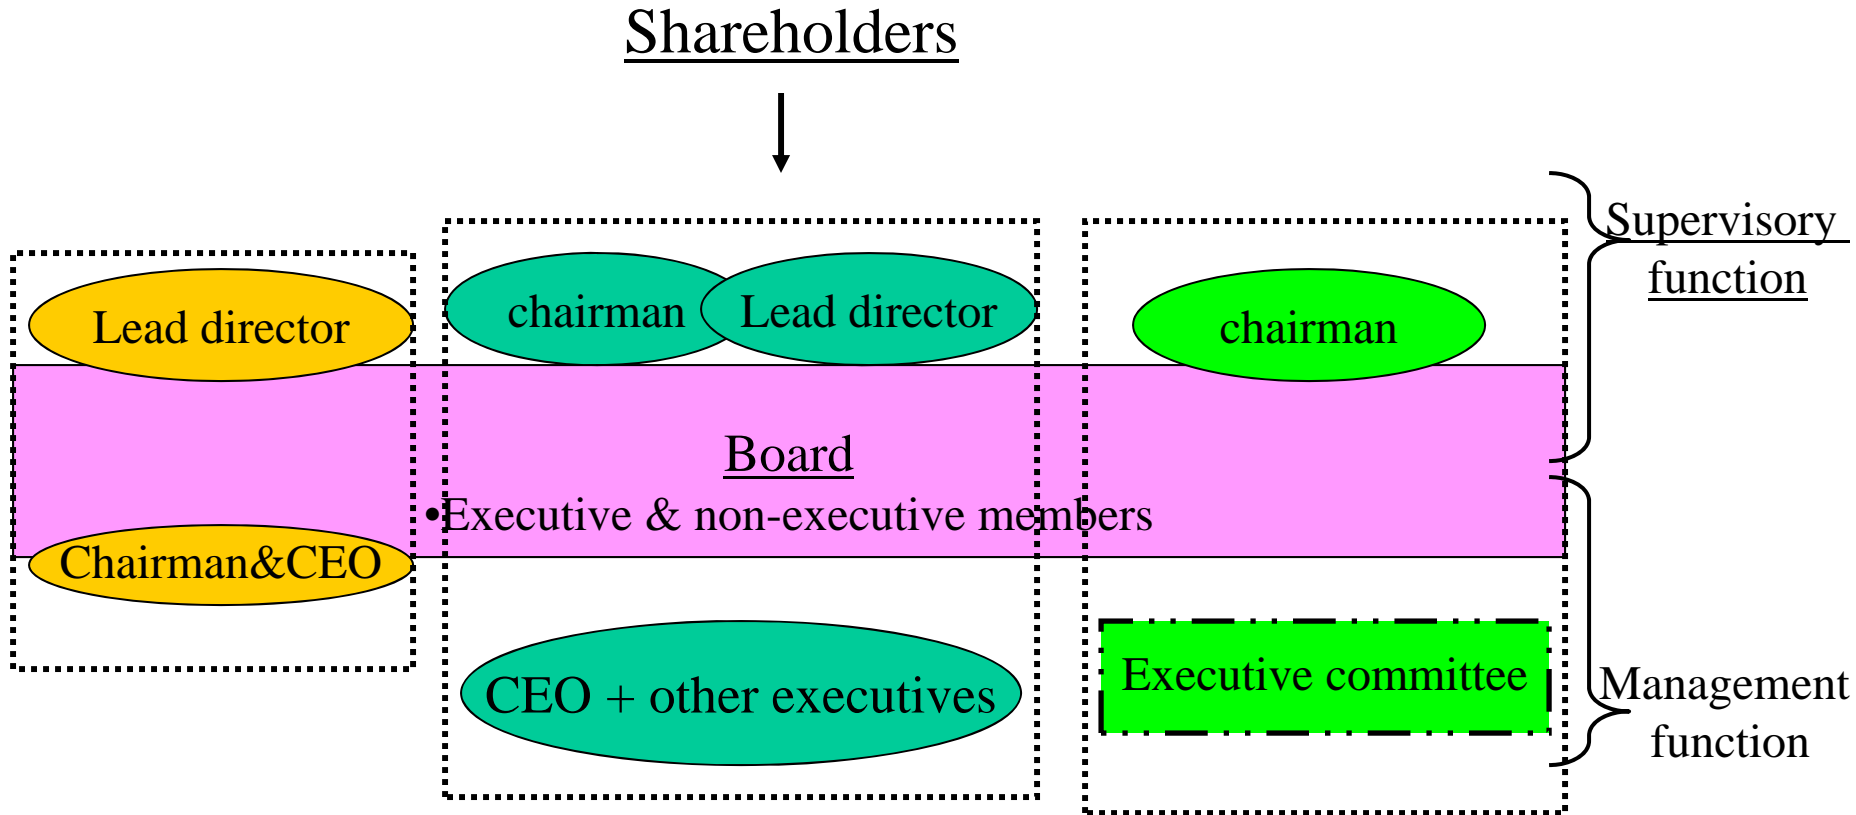 Shareholders
Supervisory
function
Lead director
chairman
Lead director
chairman
Board
•Executive & non-executive members
Chairman&CEO
CEO + other executives
Executive committee
Management
function